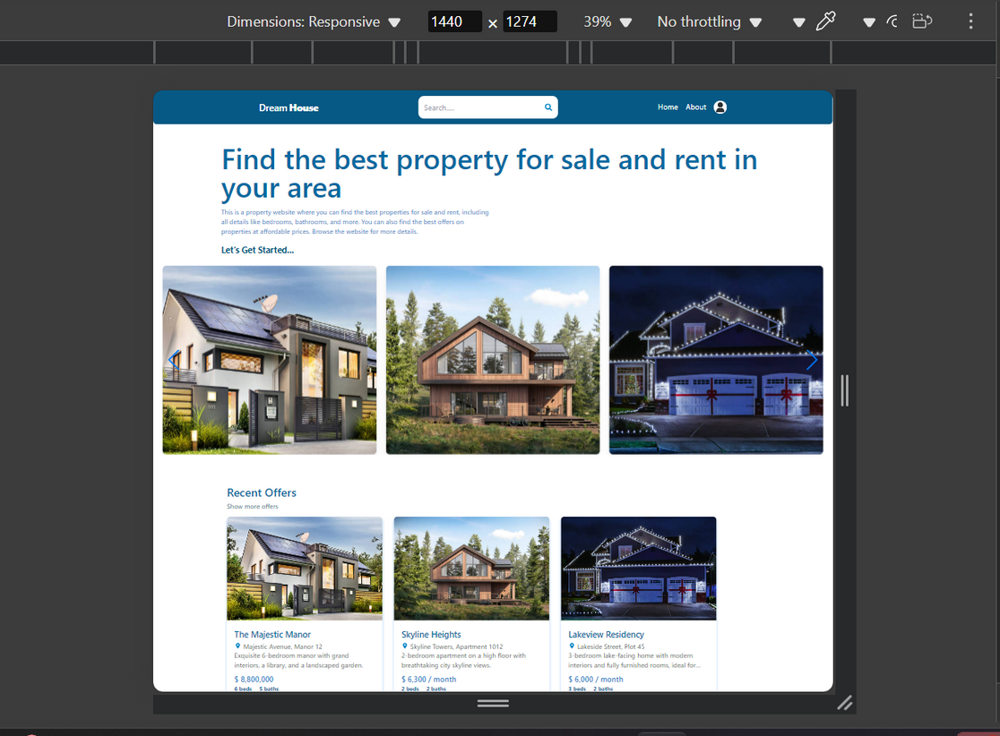 Dimensions: Responsive 1440 × 1274 39% No throttling
Dream House Search.... Home About
Find the best property for sale and rent in
your area
This is a property website where you can find the best properties for sale and rent, including
all details like bedrooms, bathrooms, and more. You can also find the best offers on
properties at affordable prices. Browse the website for more details.
Let's Get Started...
Recent Offers
Show more offers
The Majestic Manor
Majestic Avenue, Manor 12
Exquisite 6-bedroom manor with grand
interiors, a library, and a landscaped garden.
$ 8,800,000
6 beds 5 baths
Skyline Heights
Skyline Towers, Apartment 1012
2-bedroom apartment on a high floor with
breathtaking city skyline views.
$ 6,300 / month
2 beds 2 baths
Lakeview Residency
Lakeside Street, Plot 45
3-bedroom lake-facing home with modern
interiors and fully furnished rooms, ideal for...
$ 6,000 / month
3 beds 2 baths